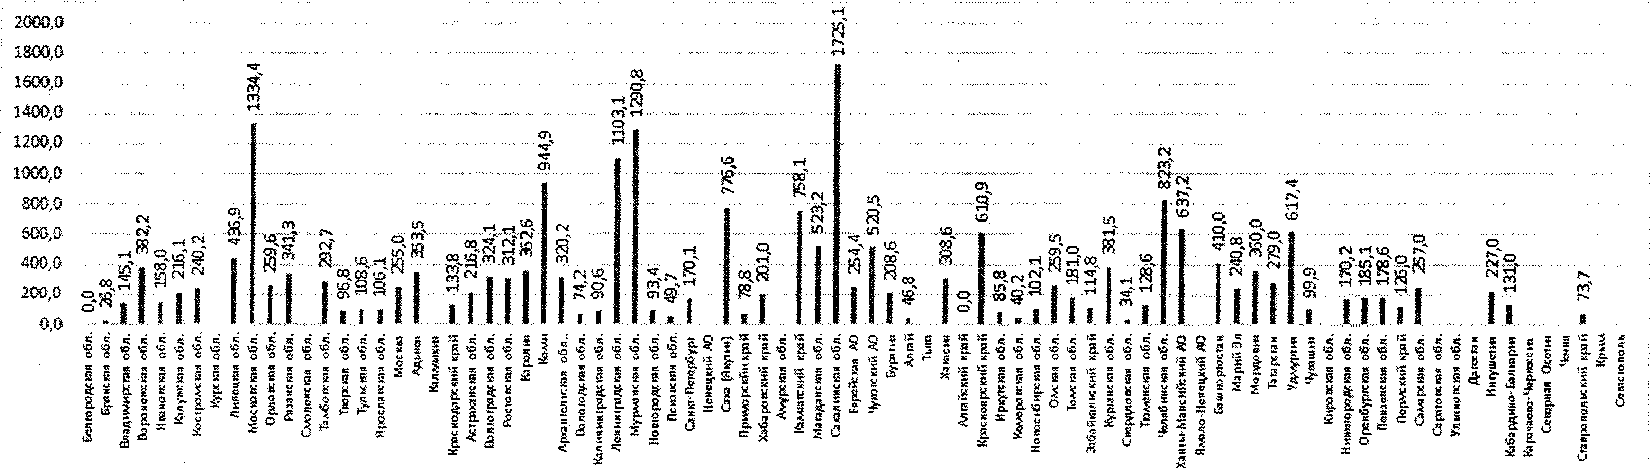 2000,0
1800,0
1600,0
1400,0
1200,0
1000,0
800,0
600,0
400,0
200,0
0,0
0,0
26,8
145,1
382,2
158,0
216,1
240,2
436,9
1334,4
259,6
341,3
292,7
95,8
108,6
106,1
255,0
353,5
133,8
216,8
324,1
312,1
362,6
944,9
320,2
74,2
90,6
1103,1
1290,8
93,4
49,7
170,1
776,6
78,8
201,0
758,1
523,2
1725,1
254,4
520,5
208,6
46,8
308,6
0,0
610,9
85,8
40,2
102,1
259,5
181,0
114,8
381,5
34,1
128,6
823,2
637,2
410,0
240,8
360,0
279,0
617,4
99,9
170,2
185,1
178,6
126,0
257,0
227,0
131,0
73,7
Белгородская обл.
Брянская обл.
Владимирская обл.
Воронежская обл.
Ивановская обл.
Калужская обл.
Костромская обл.
Курская обл.
Липецкая обл.
Московская обл.
Орловская обл.
Рязанская обл.
Смоленская обл.
Тамбовская обл.
Тверская обл.
Тульская обл.
Ярославская обл.
Москва
Адыгея
Калмыкия
Краснодарский край
Астраханская обл.
Волгоградская обл.
Ростовская обл.
Карелия
Коми
Архангельская обл.
Вологодская обл.
Калининградская обл.
Ленинградская обл.
Мурманская обл.
Новгородская обл.
Псковская обл.
Санкт-Петербург
Ненецкий АО
Саха (Якутия)
Приморский край
Хабаровский край
Амурская обл.
Камчатский край
Магаданская обл.
Сахалинская обл.
Еврейская АО
Чукотский АО
Бурятия
Алтай
Тыва
Хакасия
Алтайский край
Красноярский край
Иркутская обл.
Кемеровская обл.
Новосибирская обл.
Омская обл.
Томская обл.
Забайкальский край
Курганская обл.
Свердловская обл.
Тюменская обл.
Челябинская обл.
Ханты-Мансийский АО
Ямало-Ненецкий АО
Башкортостан
Марий Эл
Мордовия
Татарстан
Удмуртия
Чувашия
Кировская обл.
Нижегородская обл.
Оренбургская обл.
Пензенская обл.
Пермский край
Самарская обл.
Саратовская обл.
Ульяновская обл.
Дагестан
Ингушетия
Кабардино-Балкария
Карачаево-Черкесия
Северная Осетия
Чечня
Ставропольский край
Крым
Севастополь